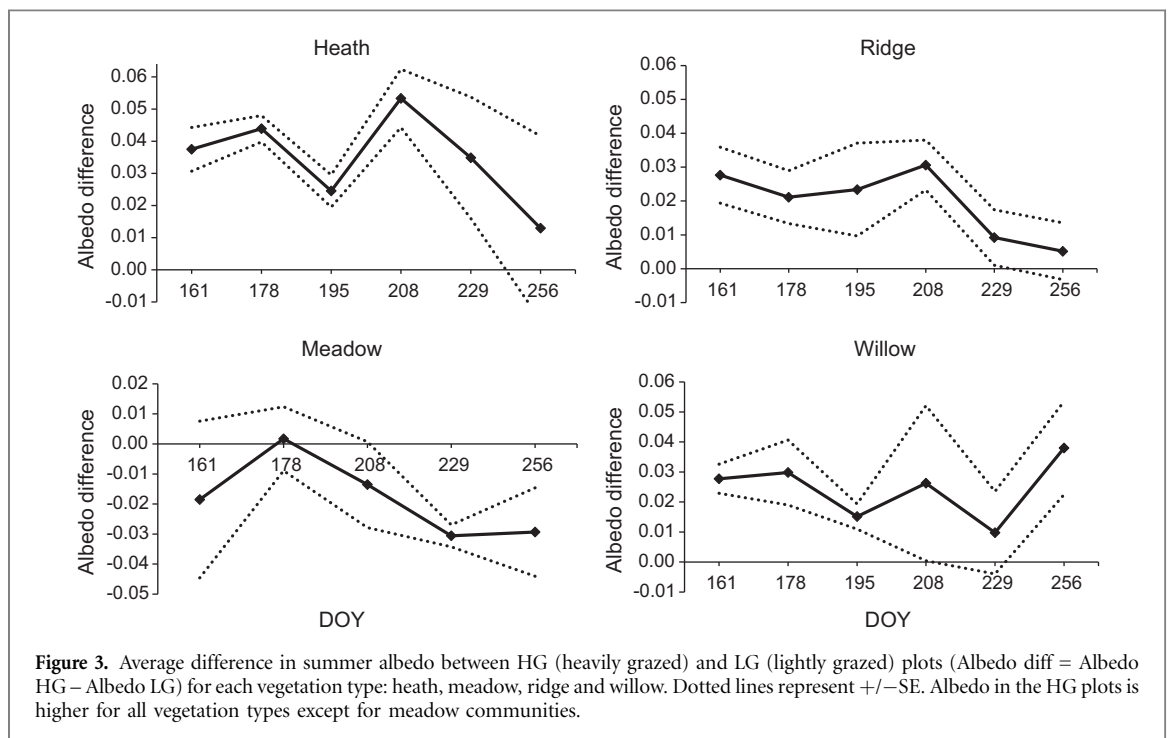 Heath
Albedo difference
0.06
0.05
0.04
0.03
0.02
0.01
0.00
-0.01
161 178 195 208 229 256
Ridge
Albedo difference
0.06
0.05
0.04
0.03
0.02
0.01
0.00
-0.01
161 178 195 208 229 256
Meadow
Albedo difference
0.02
0.01
0.00
-0.01
-0.02
-0.03
-0.04
-0.05
161 178 208 229 256
DOY
Willow
Albedo difference
0.06
0.05
0.04
0.03
0.02
0.01
0.00
-0.01
161 178 195 208 229 256
DOY
Figure 3. Average difference in summer albedo between HG (heavily grazed) and LG (lightly grazed) plots (Albedo diff = Albedo
HG – Albedo LG) for each vegetation type: heath, meadow, ridge and willow. Dotted lines represent +/−SE. Albedo in the HG plots is
higher for all vegetation types except for meadow communities.